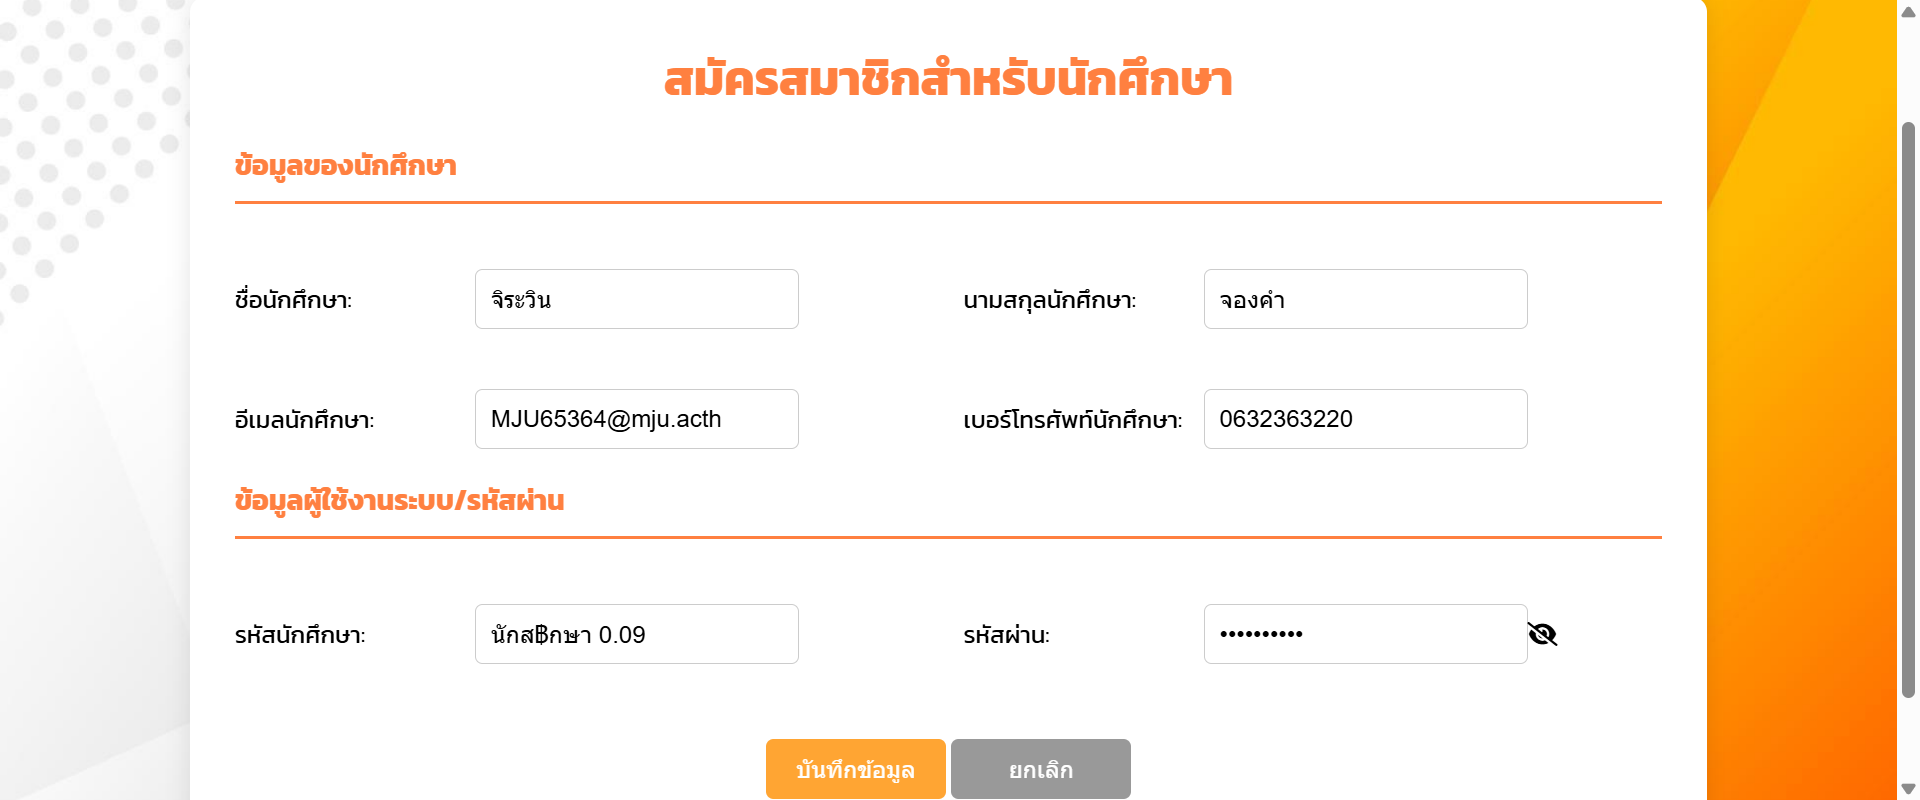 สมัครสมาชิกสำหรับนักศึกษา
ข้อมูลของนักศึกษา
ชื่อนักศึกษา: จิระวิน นามสกุลนักศึกษา: จองคำ
อีเมลนักศึกษา: MJU65364@mju.acth เบอร์โทรศัพท์นักศึกษา: 0632363220
ข้อมูลผู้ใช้งานระบบ/รหัสผ่าน
รหัสนักศึกษา: นักส฿กษา 0.09 รหัสผ่าน: ••••••••••
บันทึกข้อมูล ยกเลิก